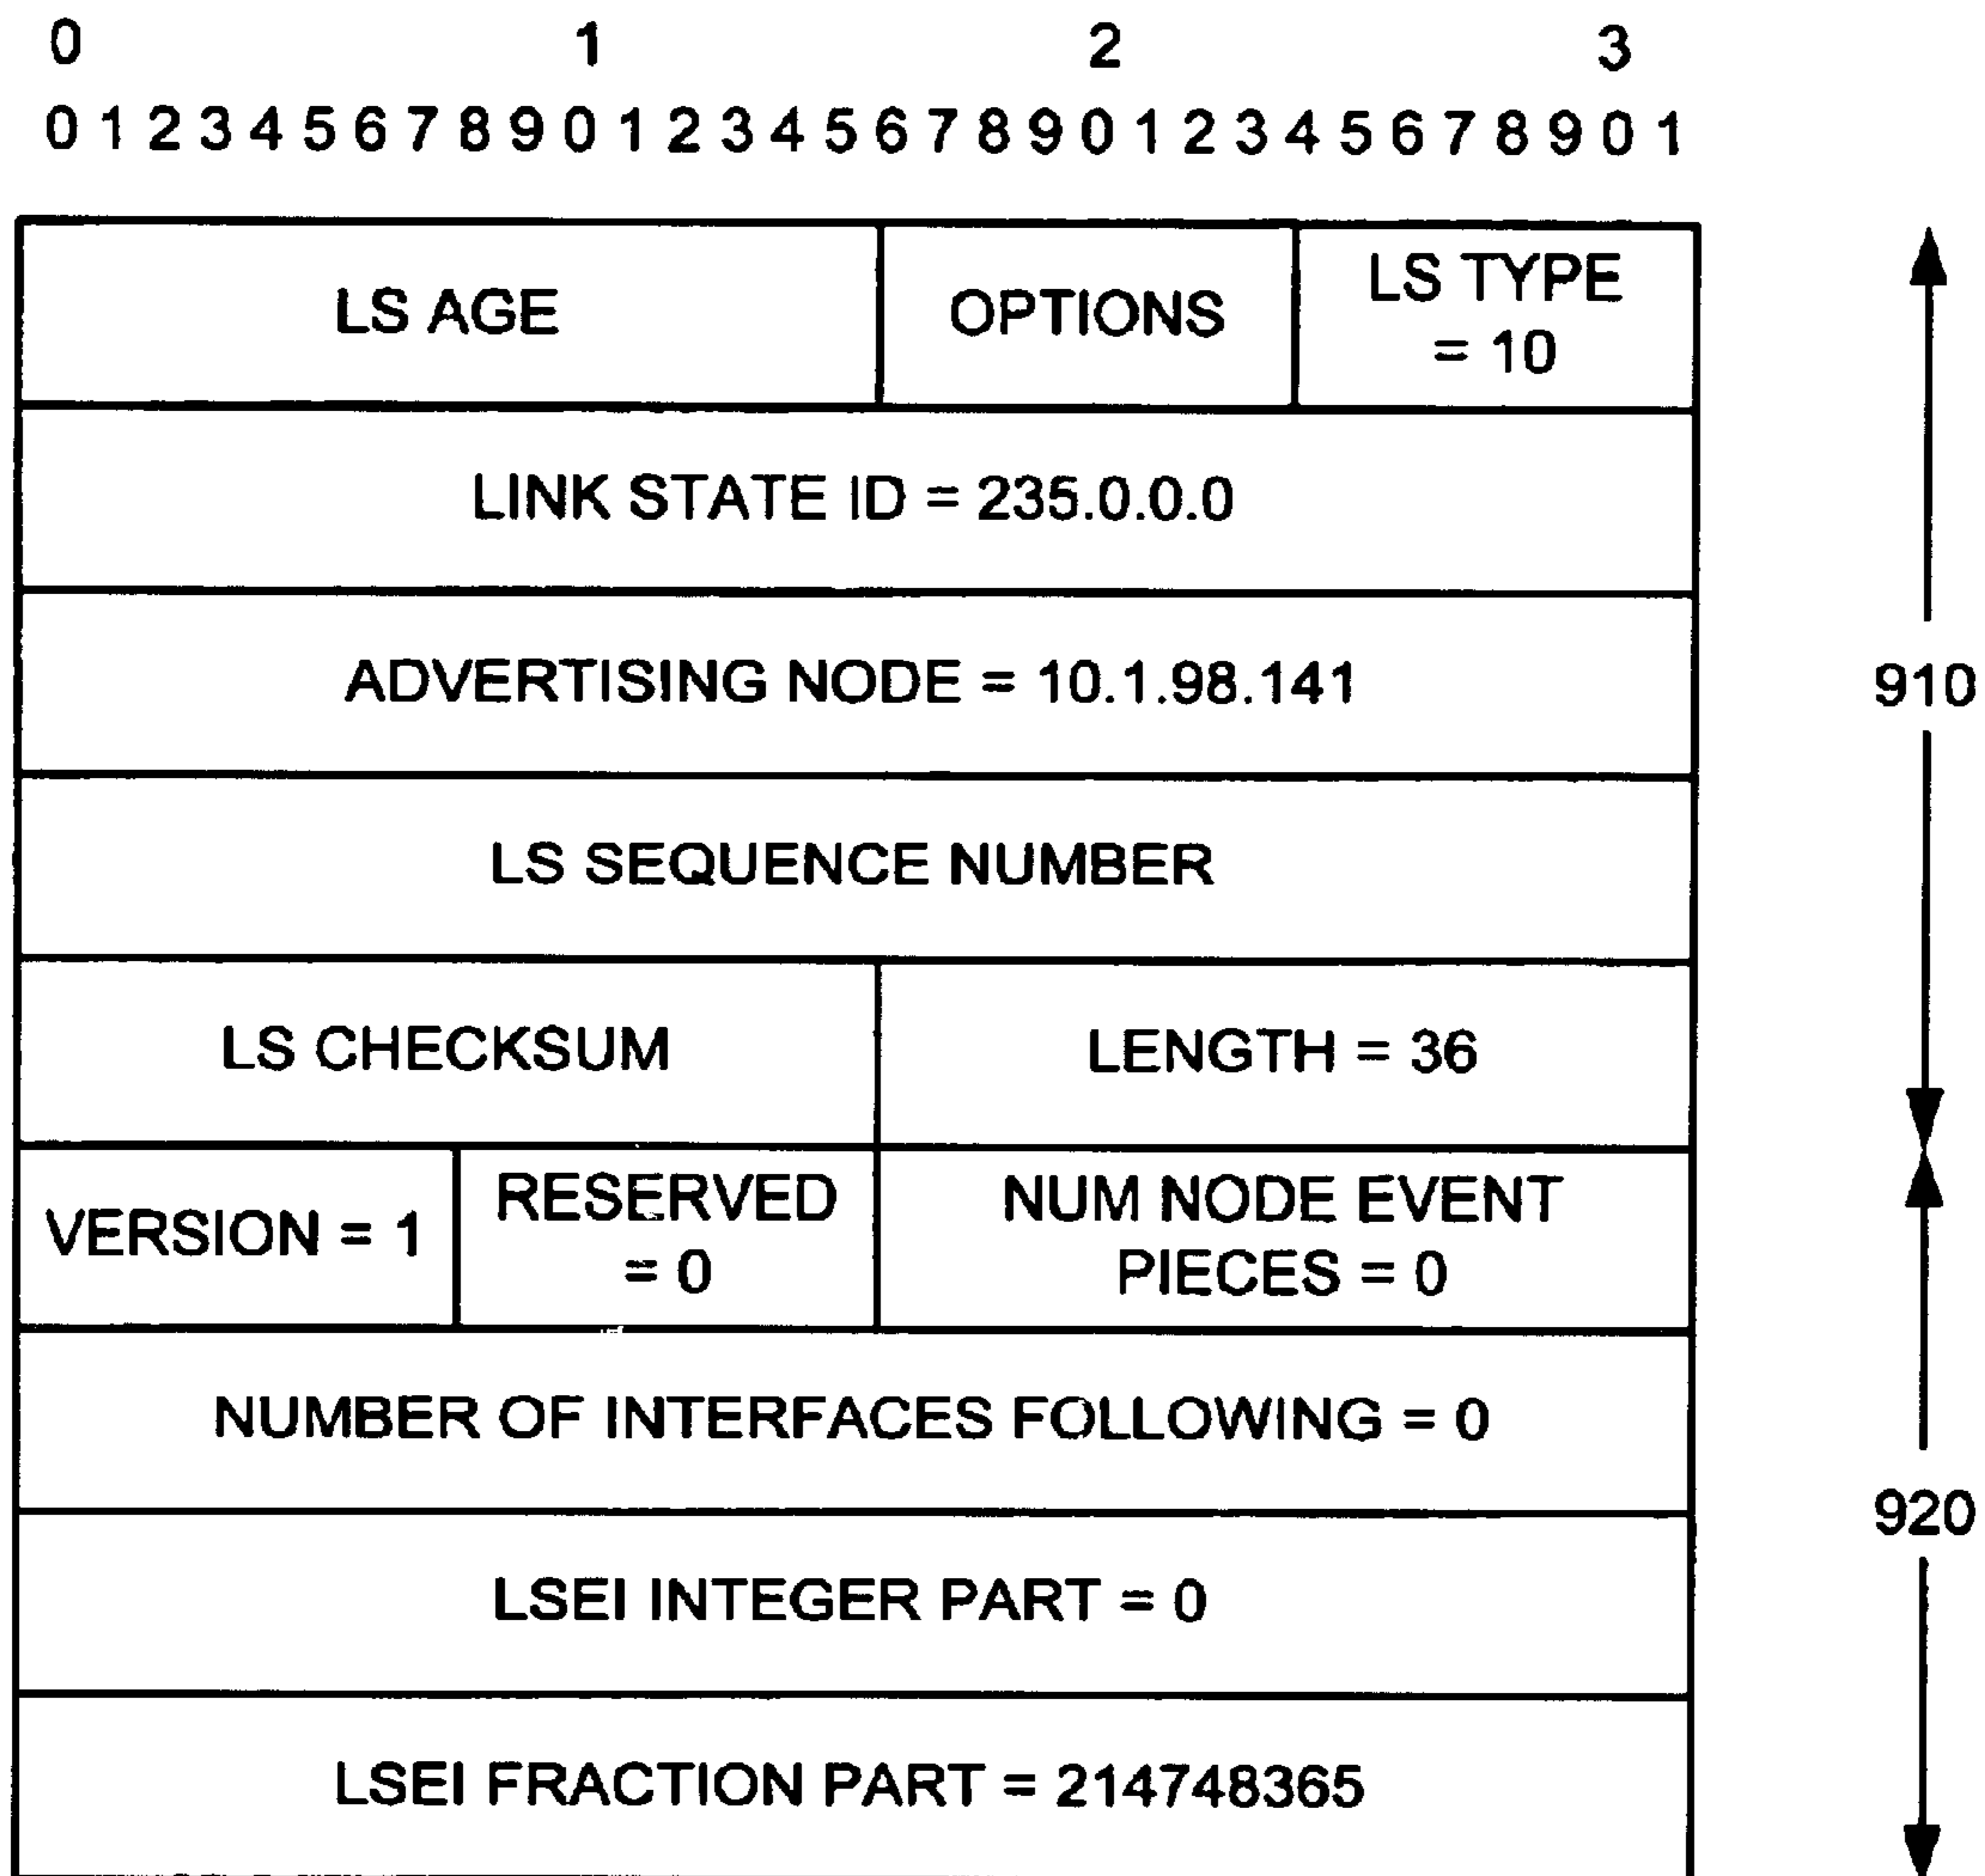 0 1 2 3
0 1 2 3 4 5 6 7 8 9 0 1 2 3 4 5 6 7 8 9 0 1 2 3 4 5 6 7 8 9 0 1
LS AGE
OPTIONS
LS TYPE
= 10
LINK STATE ID = 235.0.0.0
ADVERTISING NODE = 10.1.98.141
910
LS SEQUENCE NUMBER
LS CHECKSUM
LENGTH = 36
VERSION = 1
RESERVED
= 0
NUM NODE EVENT
PIECES = 0
NUMBER OF INTERFACES FOLLOWING = 0
920
LSEI INTEGER PART = 0
LSEI FRACTION PART = 214748365